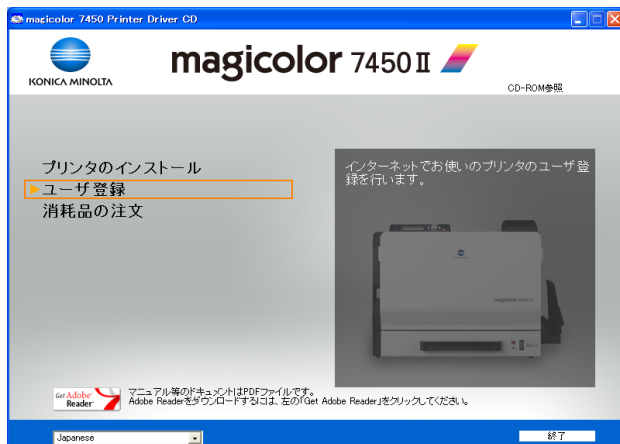 magicolor 7450 Printer Driver CD
KONICA MINOLTA
magicolor 7450 II
CD-ROM参照
プリンタのインストール
ユーザ登録
消耗品の注文
インターネットでお使いのプリンタのユーザ登
録を行います。
Get Adobe
Reader
マニュアル等のドキュメントはPDFファイルです。
Adobe Readerをダウンロードするには、左の「Get Adobe Reader」をクリックしてください。
Japanese
終了